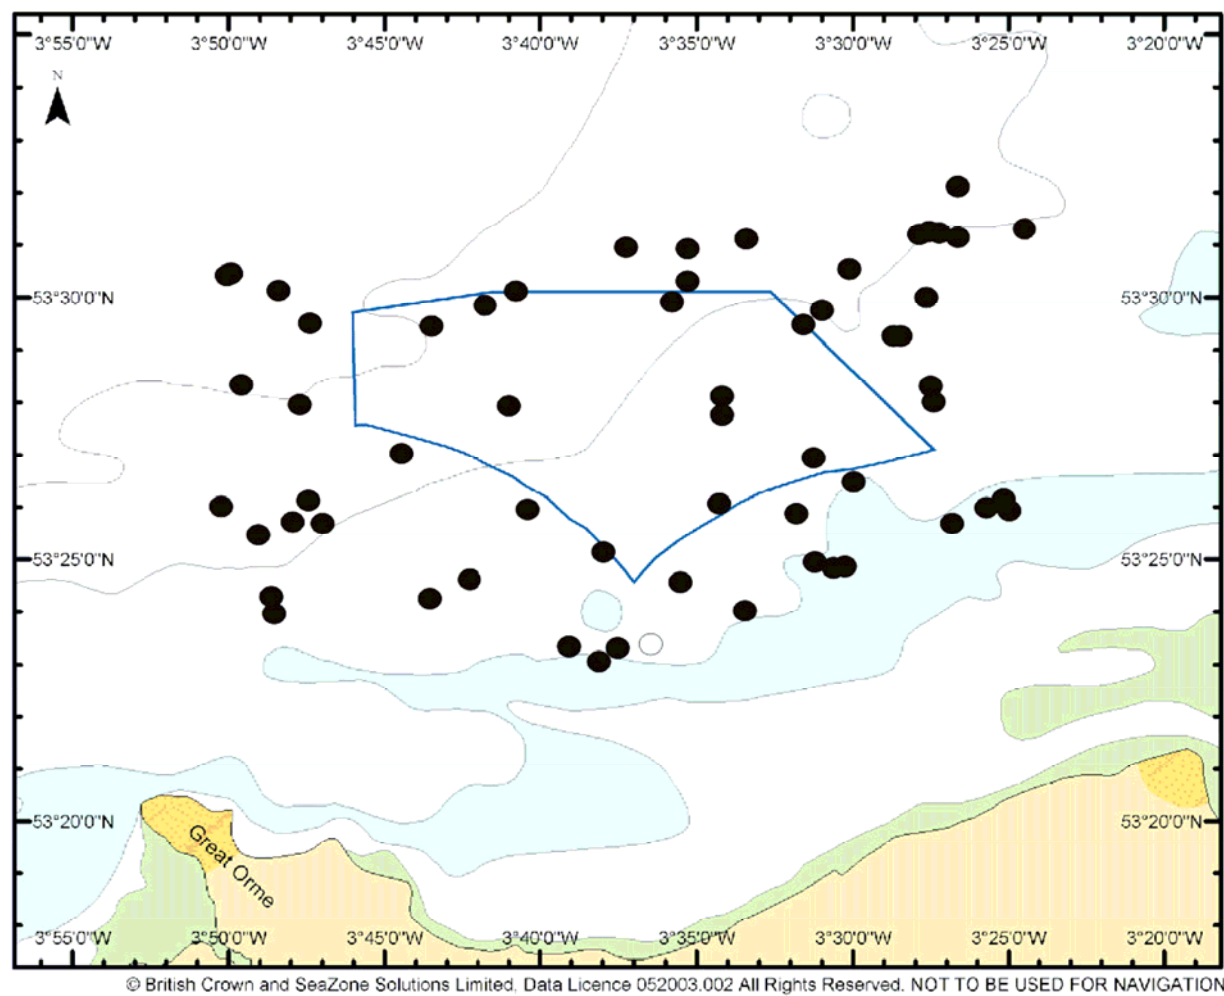 3°55'0"W 3°50'0"W 3°45'0"W 3°40'0"W 3°35'0"W 3°30'0"W 3°25'0"W 3°20'0"W
N
53°30'0"N 53°30'0"N
53°25'0"N 53°25'0"N
53°20'0"N 53°20'0"N
Great Orme
3°55'0"W 3°50'0"W 3°45'0"W 3°40'0"W 3°35'0"W 3°30'0"W 3°25'0"W 3°20'0"W
© British Crown and SeaZone Solutions Limited, Data Licence 052003.002 All Rights Reserved. NOT TO BE USED FOR NAVIGATION